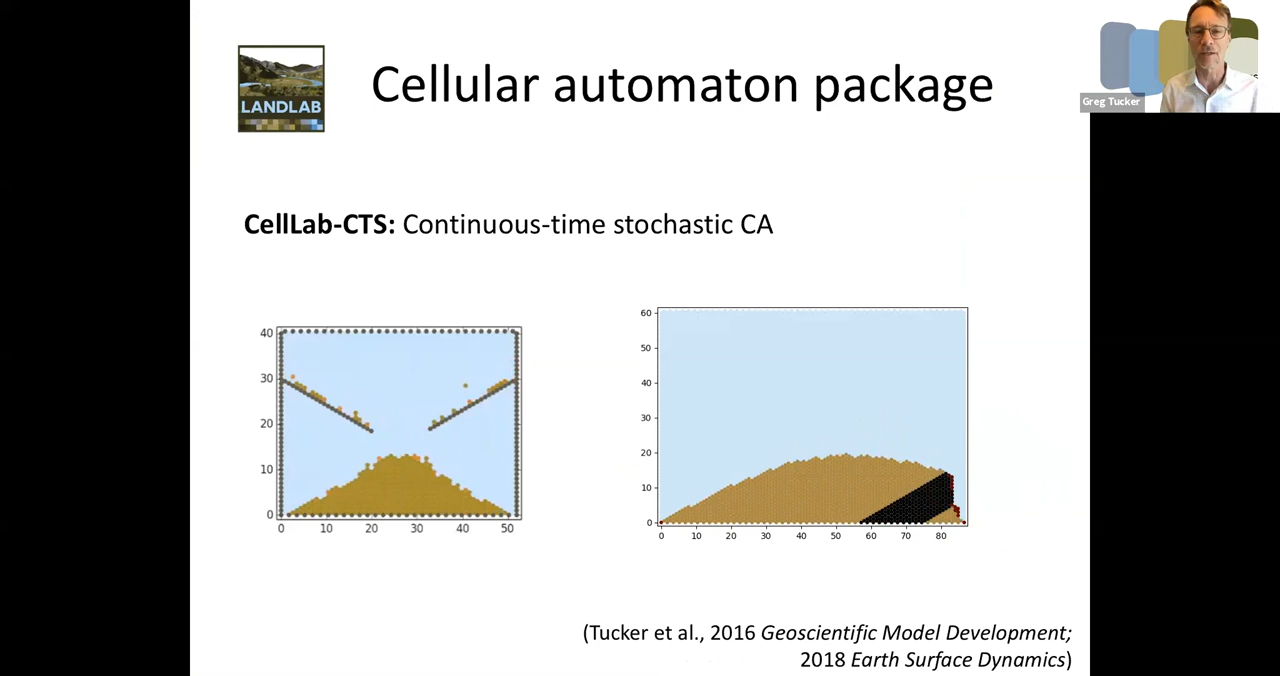 LANDLAB
Cellular automaton package
Greg Tucker
CellLab-CTS: Continuous-time stochastic CA
40
30
20
10
0
0 10 20 30 40 50
60
50
40
30
20
10
0
0 10 20 30 40 50 60 70 80
(Tucker et al., 2016 Geoscientific Model Development;
2018 Earth Surface Dynamics)